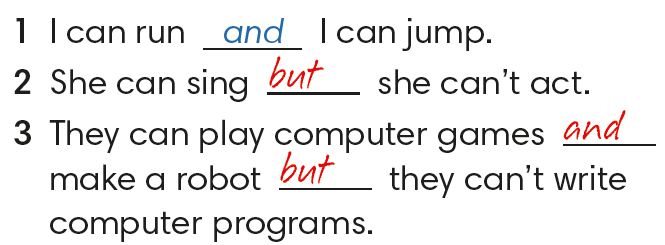 1 I can run and I can jump.
2 She can sing but she can't act.
3 They can play computer games and
make a robot but they can't write
computer programs.